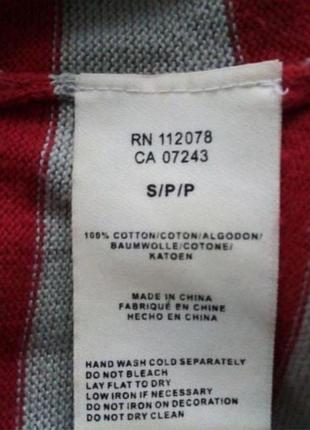 RN 112078
CA 07243
S/P/P
100% COTTON/COTON/ALGODON/
BAUMWOLLE/COTONE/
KATOEN
MADE IN CHINA
FABRIQUÉ EN CHINE
HECHO EN CHINA
HAND WASH COLD SEPARATELY
DO NOT BLEACH
LAY FLAT TO DRY
LOW IRON IF NECESSARY
DO NOT IRON ON DECORATION
DO NOT DRY CLEAN